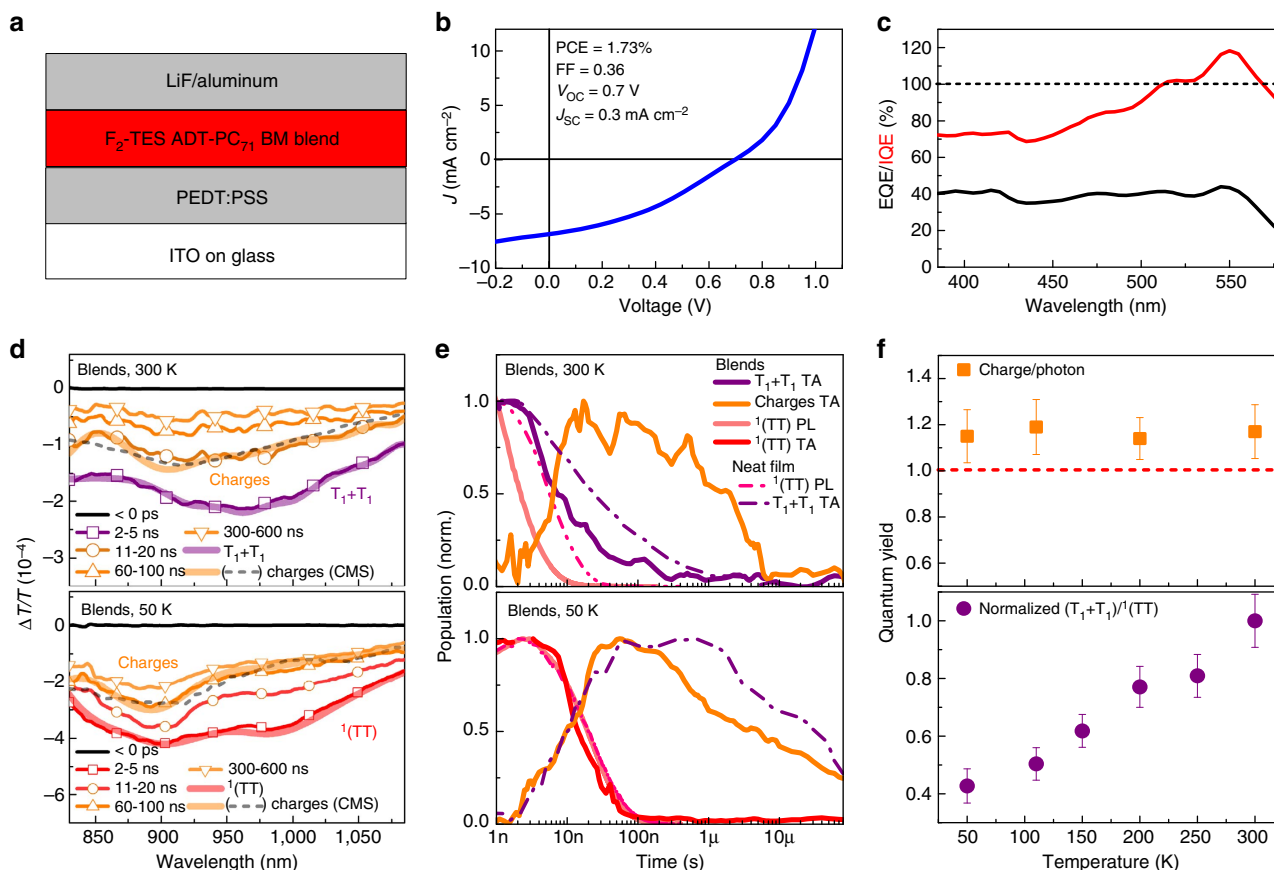 a
LiF/aluminum
F2-TES ADT-PC71 BM blend
PEDT:PSS
ITO on glass
b
PCE = 1.73%
FF = 0.36
VOC = 0.7 V
JSC = 0.3 mA cm−2
10
5
0
−5
−10
J (mA cm−2)
−0.2
0.0
0.2
0.4
0.6
0.8
1.0
Voltage (V)
c
120
100
80
60
40
20
0
EQE/IQE (%)
400
450
500
550
Wavelength (nm)
d
Blends, 300 K
0
−1
−2
−3
Charges
T1+T1
< 0 ps
2-5 ns
11-20 ns
60-100 ns
300-600 ns
T1+T1
( ) charges (CMS)
ΔT/T (10−4)
Blends, 50 K
0
−2
−4
−6
Charges
1(TT)
< 0 ps
2-5 ns
11-20 ns
60-100 ns
300-600 ns
1(TT)
( ) charges (CMS)
850
900
950
1,000
1,050
Wavelength (nm)
e
Blends, 300 K
Blends
T1+T1 TA
Charges TA
1(TT) PL
1(TT) TA
Neat film
1(TT) PL
T1+T1 TA
1.0
0.5
0.0
Population (norm.)
Blends, 50 K
1.0
0.5
0.0
1n
10n
100n
1µ
10µ
Time (s)
f
Charge/photon
1.4
1.2
1.0
0.8
0.6
Quantum yield
Normalized (T1+T1)/1(TT)
1.0
0.8
0.6
0.4
50
100
150
200
250
300
Temperature (K)